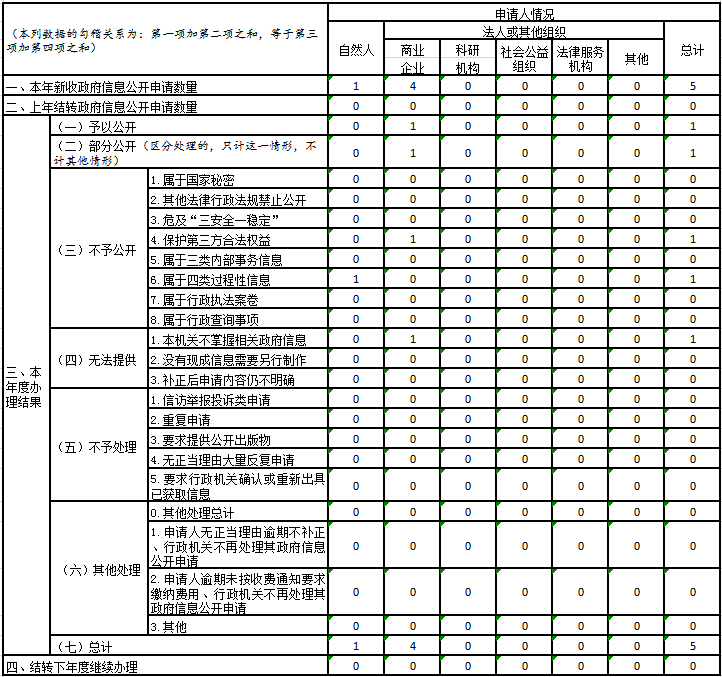 （本列数据的勾稽关系为：第一项加第二项之和，等于第三
项加第四项之和）
申请人情况
自然人
法人或其他组织
总计
商业
企业
科研
机构
社会公益
组织
法律服务
机构
其他
一、本年新收政府信息公开申请数量 1 4 0 0 0 0 5
二、上年结转政府信息公开申请数量 0 0 0 0 0 0 0
三、本
年度办
理结果
（一）予以公开 0 1 0 0 0 0 1
（二）部分公开（区分处理的，只计这一情形，不
计其他情形） 0 1 0 0 0 0 1
（三）不予公开
1.属于国家秘密 0 0 0 0 0 0 0
2.其他法律行政法规禁止公开 0 0 0 0 0 0 0
3.危及“三安全一稳定” 0 0 0 0 0 0 0
4.保护第三方合法权益 0 1 0 0 0 0 1
5.属于三类内部事务信息 0 0 0 0 0 0 0
6.属于四类过程性信息 1 0 0 0 0 0 1
7.属于行政执法案卷 0 0 0 0 0 0 0
8.属于行政查询事项 0 0 0 0 0 0 0
（四）无法提供
1.本机关不掌握相关政府信息 0 1 0 0 0 0 1
2.没有现成信息需要另行制作 0 0 0 0 0 0 0
3.补正后申请内容仍不明确 0 0 0 0 0 0 0
（五）不予处理
1.信访举报投诉类申请 0 0 0 0 0 0 0
2.重复申请 0 0 0 0 0 0 0
3.要求提供公开出版物 0 0 0 0 0 0 0
4.无正当理由大量反复申请 0 0 0 0 0 0 0
5.要求行政机关确认或重新出具
已获取信息 0 0 0 0 0 0 0
（六）其他处理
0.其他处理总计 0 0 0 0 0 0 0
1.申请人无正当理由逾期不补正
、行政机关不再处理其政府信息
公开申请 0 0 0 0 0 0 0
2.申请人逾期未按收费通知要求
缴纳费用、行政机关不再处理其
政府信息公开申请 0 0 0 0 0 0 0
3.其他 0 0 0 0 0 0 0
（七）总计 1 4 0 0 0 0 5
四、结转下年度继续办理 0 0 0 0 0 0 0